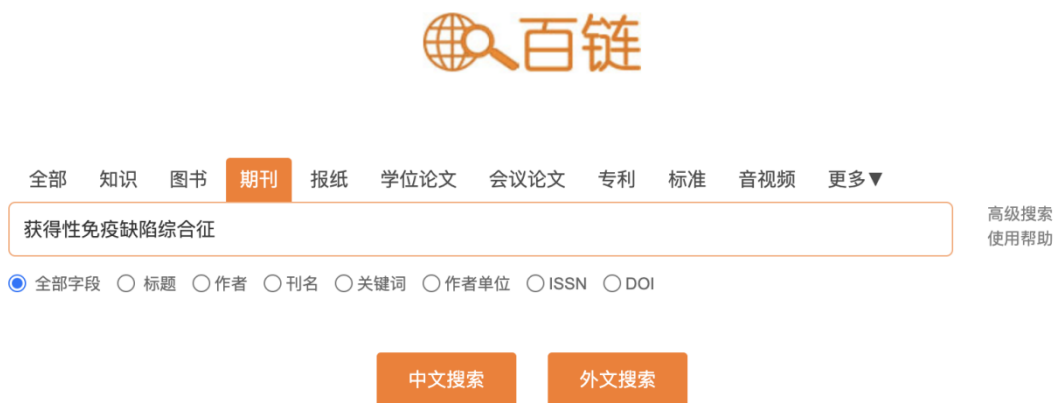 百链
全部 知识 图书 期刊 报纸 学位论文 会议论文 专利 标准 音视频 更多▼
获得性免疫缺陷综合征
高级搜索
使用帮助
全部字段 标题 作者 刊名 关键词 作者单位 ISSN DOI
中文搜索 外文搜索